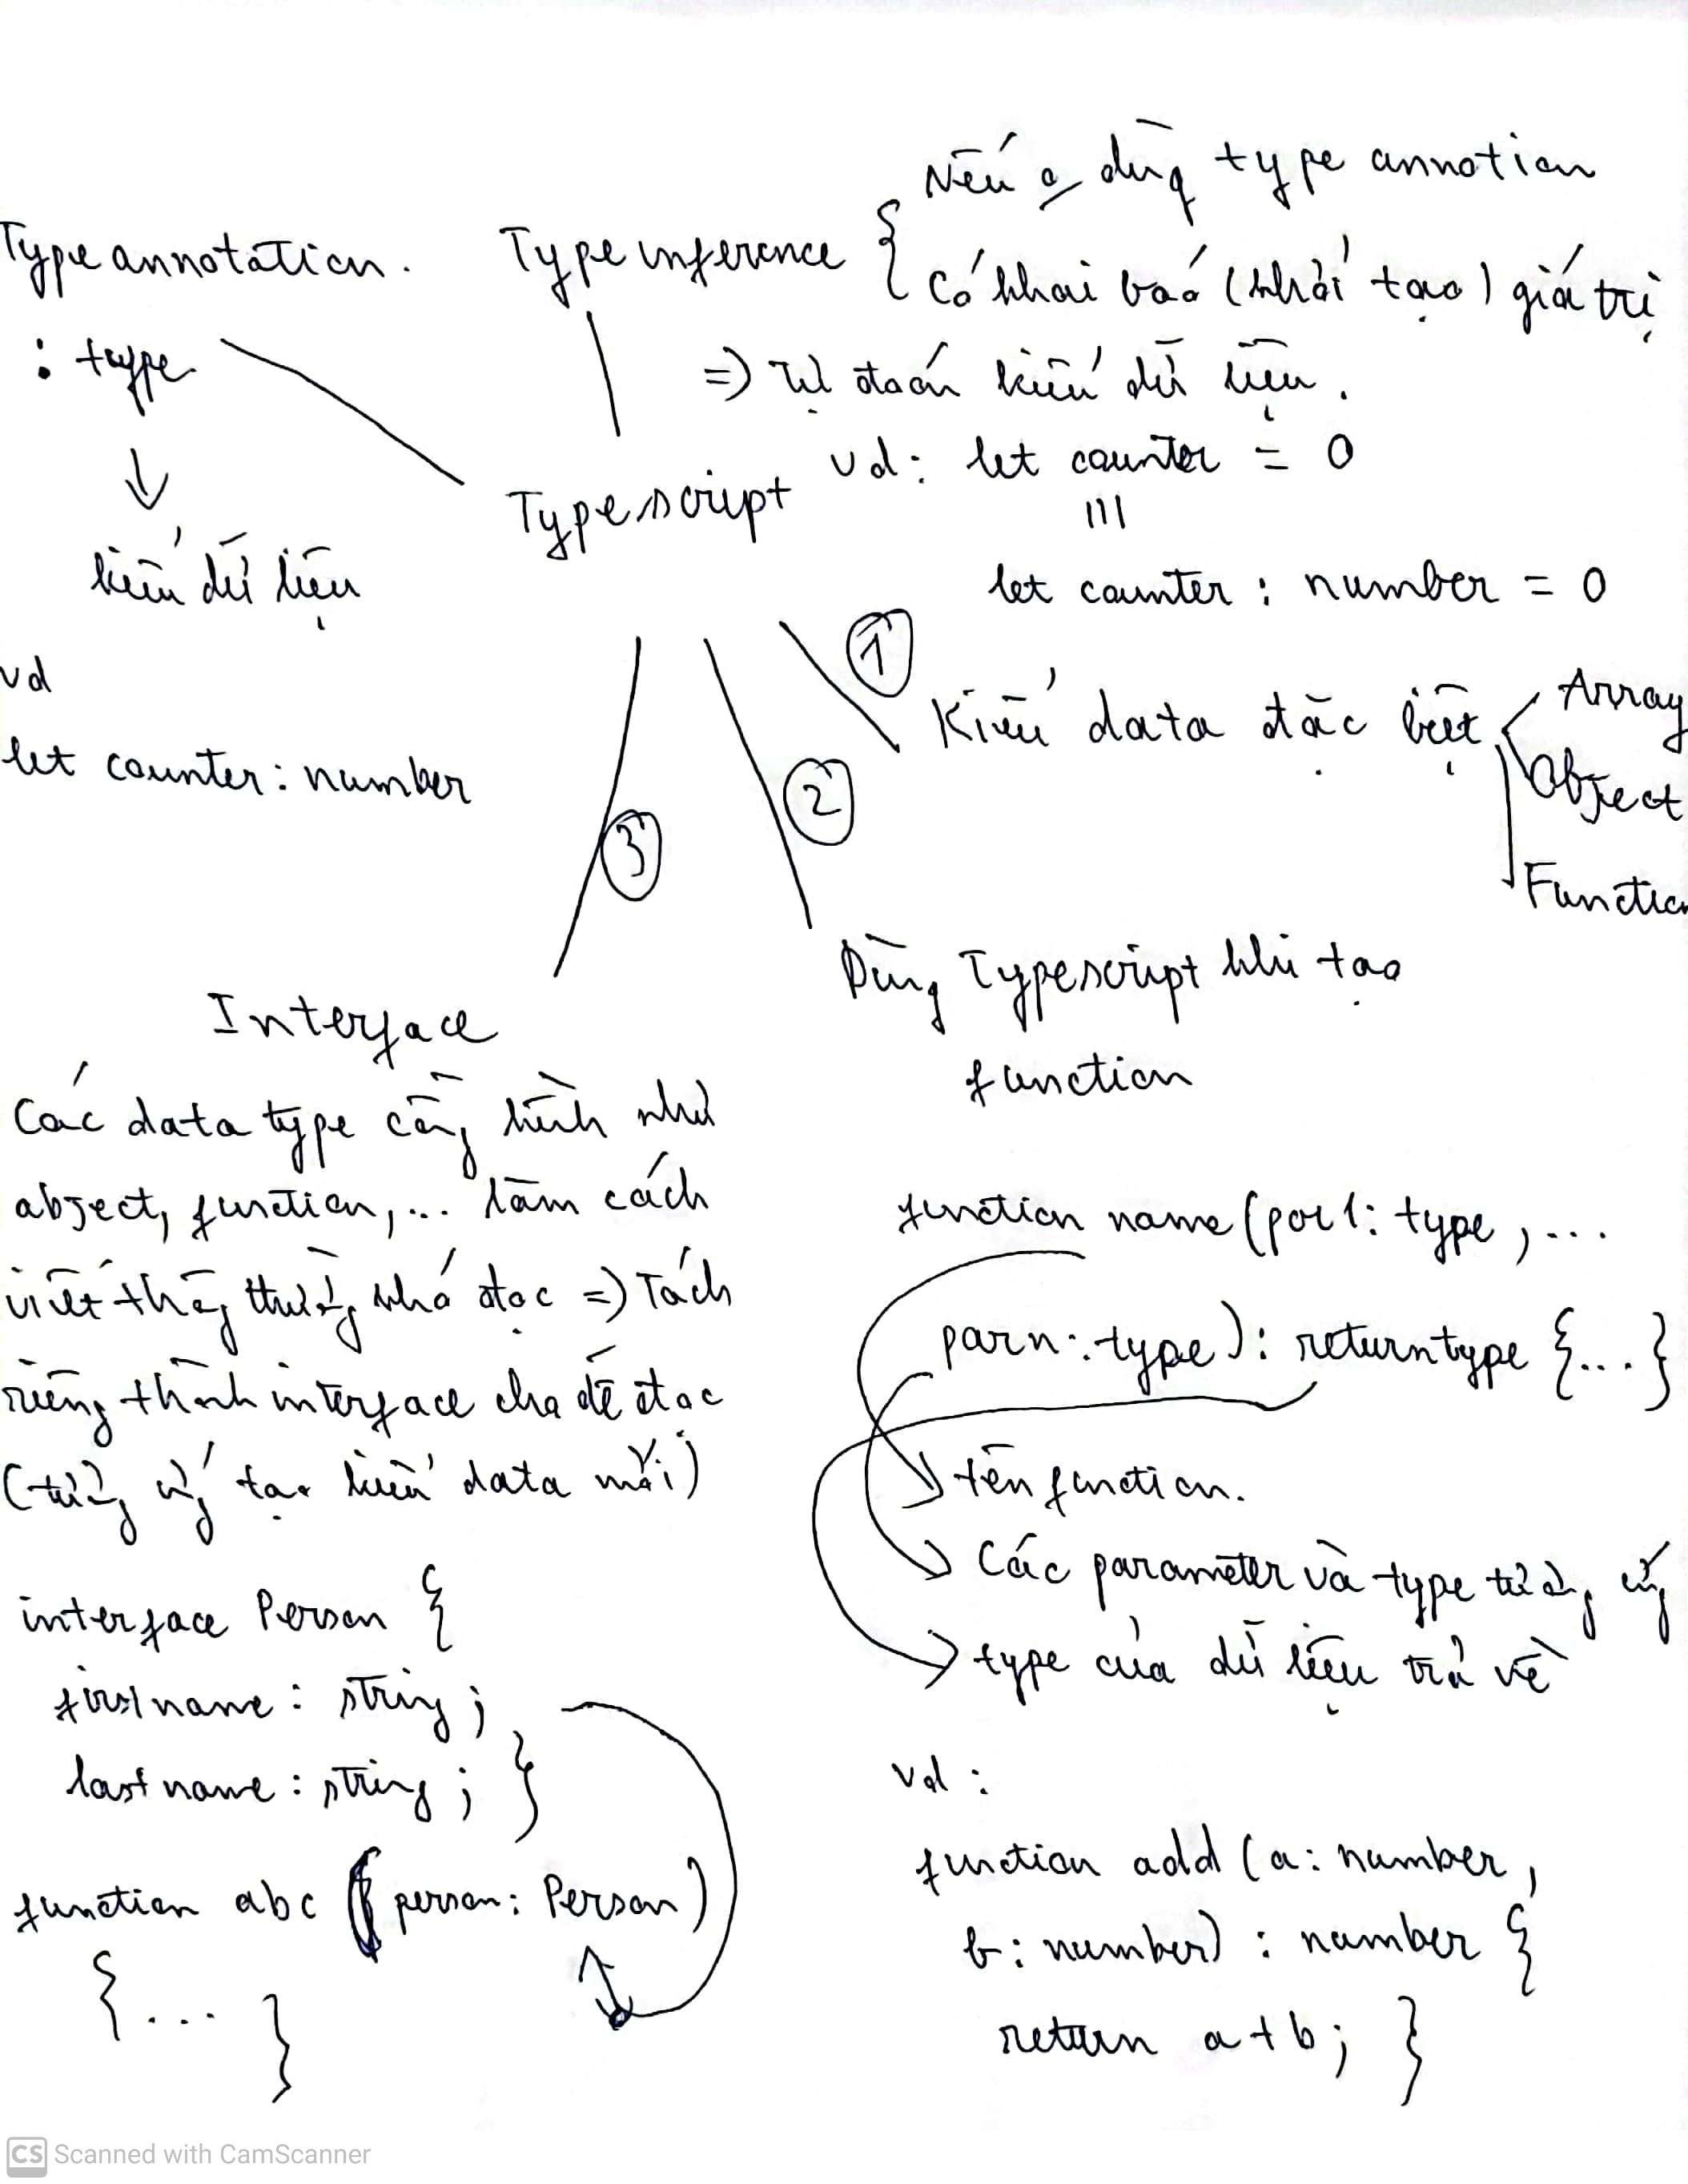 Type annotation.
: type
↓
kiểu dữ liệu
vd
let counter : number
Type inference {
Nếu o dùng type annotion
Có khai báo (khởi tạo) giá trị
=> Tự đoán kiểu dữ liệu.
vd : let counter = 0
let counter : number = 0
Typescript
1
Kiểu data đặc biệt
Array
Object
Function
2
Dùng Typescript khi tạo
function
function name (par1: type, ...
parn : type) : returntype {...}
tên function.
Các parameter và type tương ứng
type của dữ liệu trả về
vd :
function add (a : number,
b : number) : number {
return a + b; }
3
Interface
Các data type cồng kềnh như
object, function, ... làm cách
viết thông thường khó đọc => Tách
riêng thành interface cho dễ đọc
(tương ứng tạo kiểu data mới)
interface Person {
firstname : string ;
lastname : string ; }
function abc (person : Person)
{ ... }
CS Scanned with CamScanner